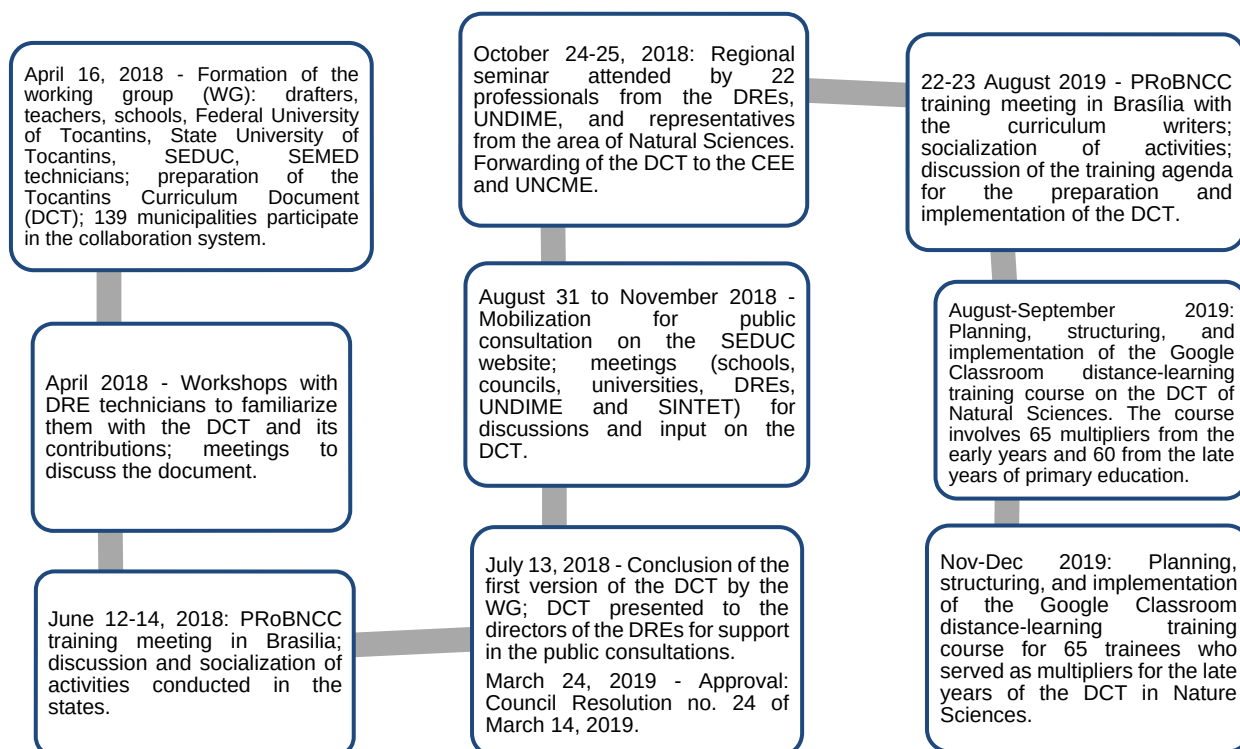 April 16, 2018 - Formation of the
working group (WG): drafters,
teachers, schools, Federal University
of Tocantins, State University of
Tocantins, SEDUC, SEMED
technicians; preparation of the
Tocantins Curriculum Document
(DCT); 139 municipalities participate
in the collaboration system.
April 2018 - Workshops with
DRE technicians to familiarize
them with the DCT and its
contributions; meetings to
discuss the document.
June 12-14, 2018: PRoBNCC
training meeting in Brasilia;
discussion and socialization of
activities conducted in the
states.
July 13, 2018 - Conclusion of the
first version of the DCT by the
WG; DCT presented to the
directors of the DREs for support
in the public consultations.
March 24, 2019 - Approval:
Council Resolution no. 24 of
March 14, 2019.
August 31 to November 2018 -
Mobilization for public
consultation on the SEDUC
website; meetings (schools,
councils, universities, DREs,
UNDIME and SINTET) for
discussions and input on the
DCT.
October 24-25, 2018: Regional
seminar attended by 22
professionals from the DREs,
UNDIME, and representatives
from the area of Natural Sciences.
Forwarding of the DCT to the CEE
and UNCME.
22-23 August 2019 - PRoBNCC
training meeting in Brasília with
the curriculum writers;
socialization of activities;
discussion of the training agenda
for the preparation and
implementation of the DCT.
August-September 2019:
Planning, structuring, and
implementation of the Google
Classroom distance-learning
training course on the DCT of
Natural Sciences. The course
involves 65 multipliers from the
early years and 60 from the late
years of primary education.
Nov-Dec 2019: Planning,
structuring, and implementation
of the Google Classroom
distance-learning training
course for 65 trainees who
served as multipliers for the late
years of the DCT in Nature
Sciences.